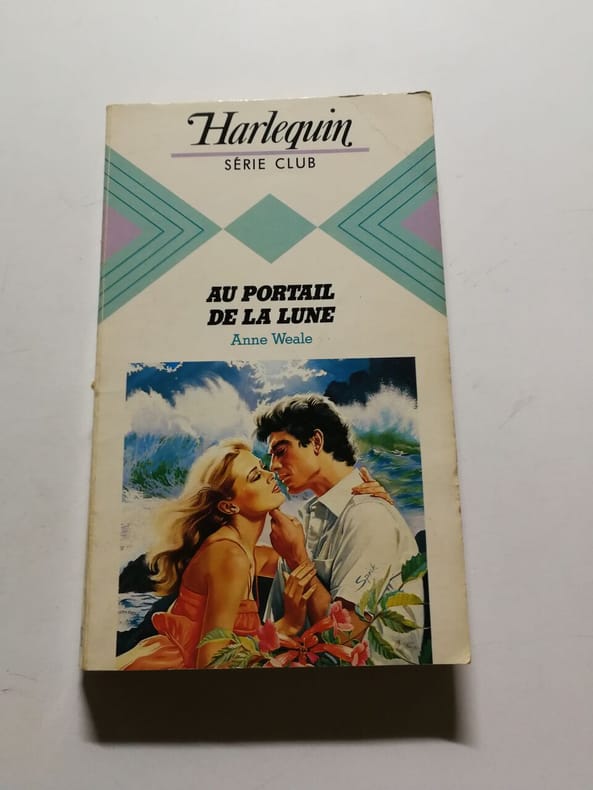 Harlequin
SÉRIE CLUB
AU PORTAIL
DE LA LUNE
Anne Weale